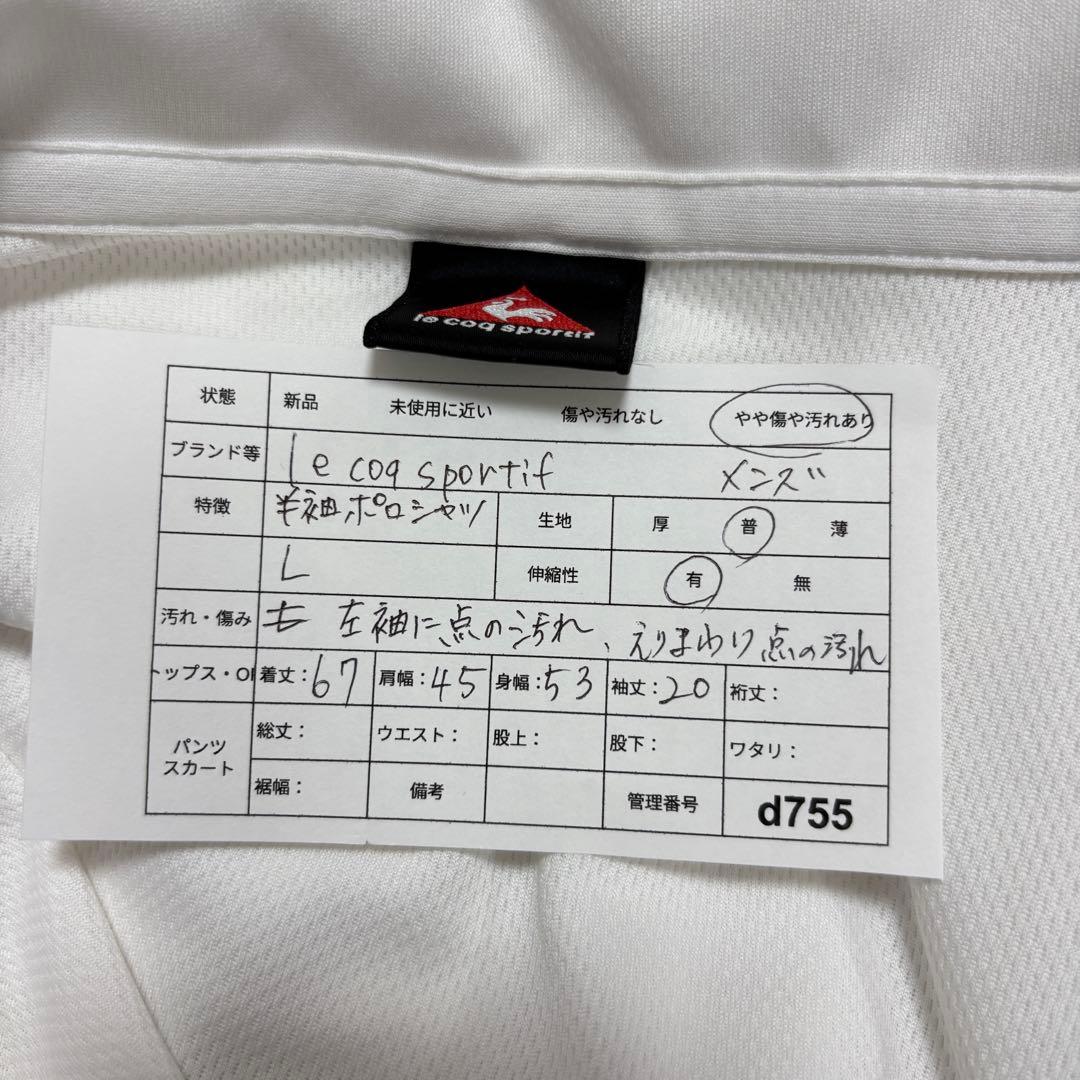 le coq sportif
状態 新品 未使用に近い 傷や汚れなし やや傷や汚れあり
ブランド等 le coq sportif メンズ
特徴 半袖ポロシャツ 生地 厚 普 薄
L 伸縮性 有 無
汚れ・傷み 左袖に点の汚れ、えりまわり点の汚れ
トップス・OP 着丈:67 肩幅:45 身幅:53 袖丈:20 裄丈:
パンツ スカート 総丈: ウエスト: 股上: 股下: ワタリ:
裾幅: 備考 管理番号 d755